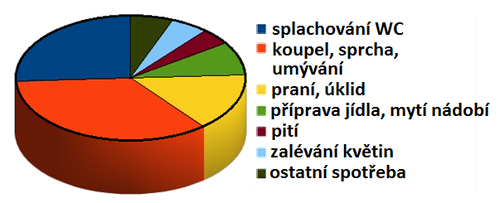 splachování WC
koupel, sprcha,
umývání
praní, úklid
příprava jídla, mytí nádobí
pití
zalévání květin
ostatní spotřeba